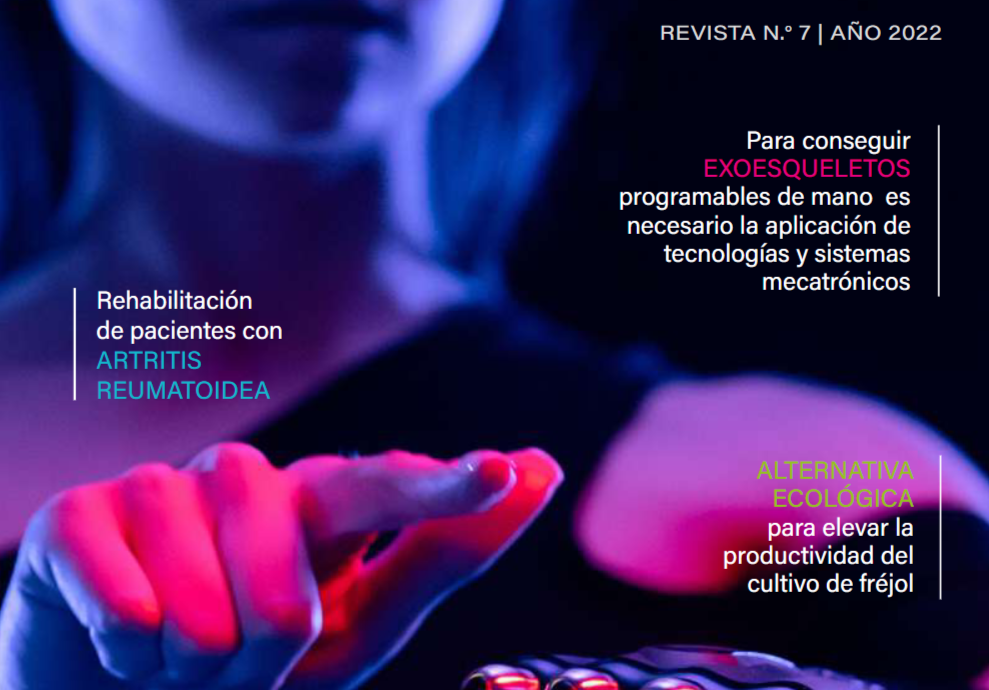 REVISTA N.° 7 | AÑO 2022
Para conseguir
EXOESQUELETOS
programables de mano es
necesario la aplicación de
tecnologías y sistemas
mecatrónicos
Rehabilitación
de pacientes con
ARTRITIS
REUMATOIDEA
ALTERNATIVA
ECOLÓGICA
para elevar la
productividad del
cultivo de fréjol